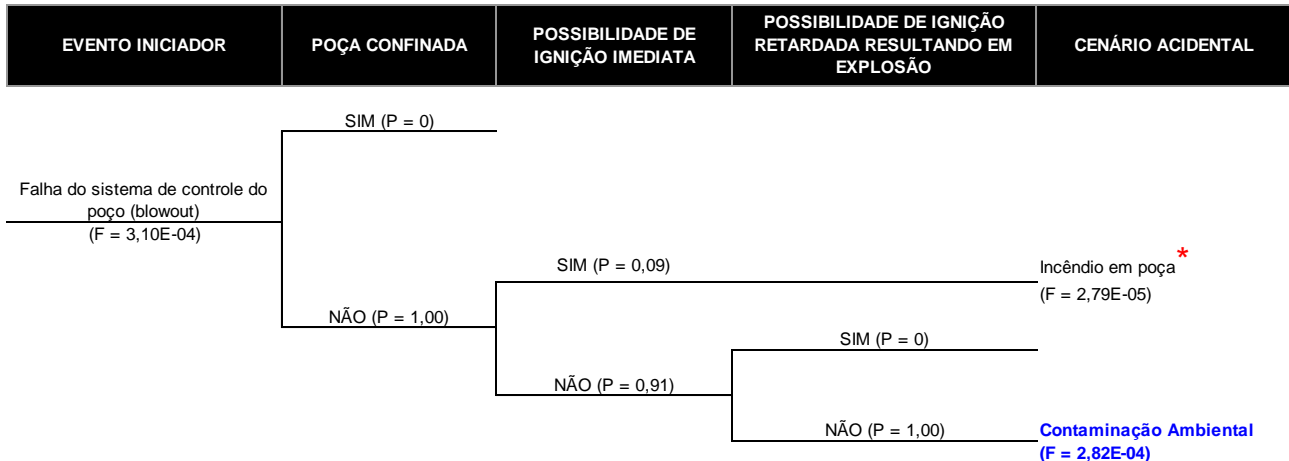 EVENTO INICIADOR
POÇA CONFINADA
POSSIBILIDADE DE
IGNIÇÃO IMEDIATA
POSSIBILIDADE DE IGNIÇÃO
RETARDADA RESULTANDO EM
EXPLOSÃO
CENÁRIO ACIDENTAL
SIM (P = 0)
Falha do sistema de controle do
poço (blowout)
(F = 3,10E-04)
SIM (P = 0,09)
Incêndio em poça*
(F = 2,79E-05)
NÃO (P = 1,00)
SIM (P = 0)
NÃO (P = 0,91)
NÃO (P = 1,00)
Contaminação Ambiental
(F = 2,82E-04)